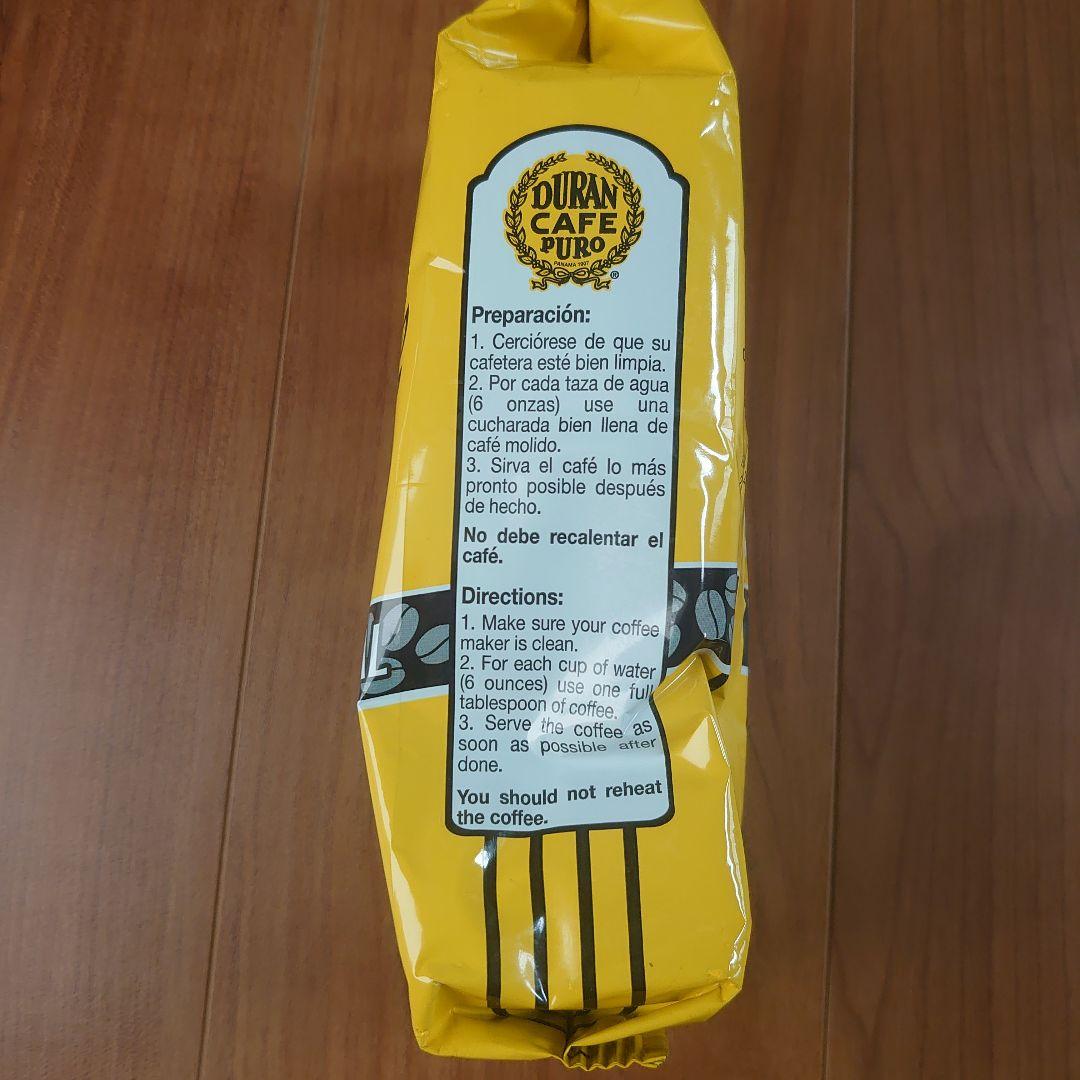 DURAN
CAFE
PURO
PANAMA 1907
®
Preparación:
1. Cerciórese de que su
cafetera esté bien limpia.
2. Por cada taza de agua
(6 onzas) use una
cucharada bien llena de
café molido.
3. Sirva el café lo más
pronto posible después
de hecho.
No debe recalentar el
café.
Directions:
1. Make sure your coffee
maker is clean.
2. For each cup of water
(6 ounces) use one full
tablespoon of coffee.
3. Serve the coffee as
soon as possible after
done.
You should not reheat
the coffee.